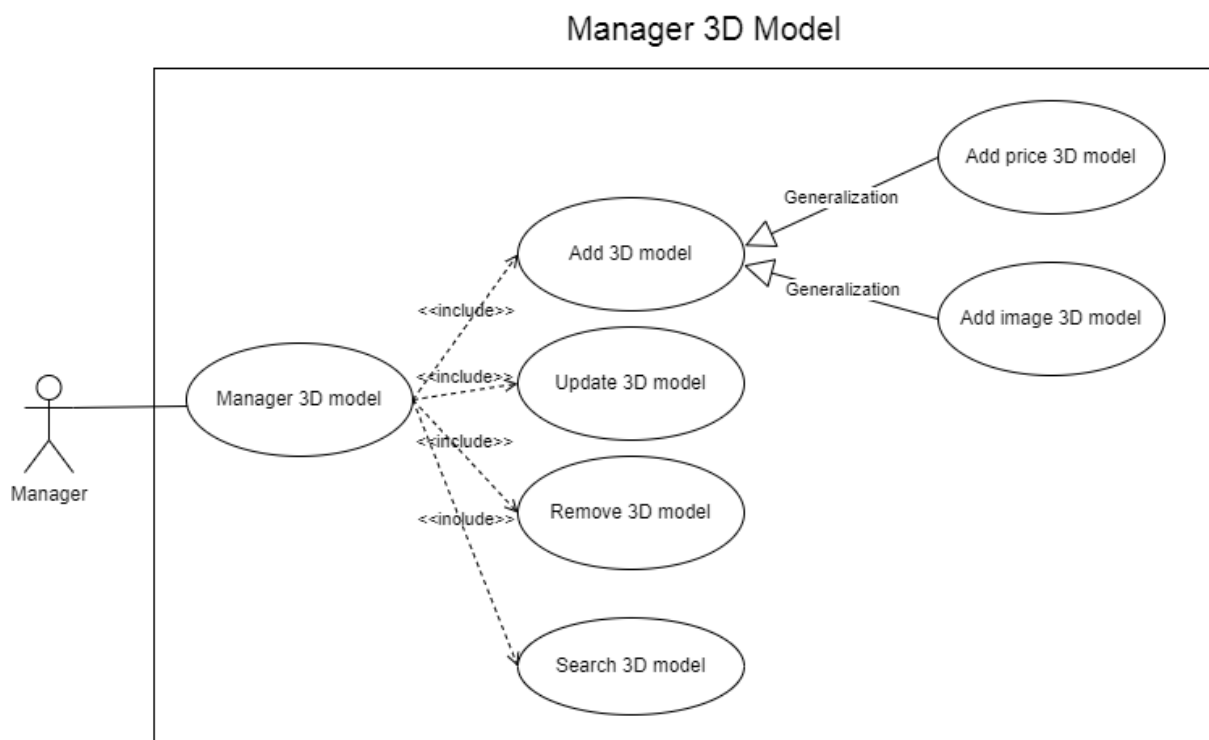 Manager 3D Model
Add price 3D model
Generalization
Add 3D model
Generalization
Add image 3D model
<<include>>
<<include>>
Update 3D model
Manager 3D model
<<include>>
Manager
Remove 3D model
<<include>>
Search 3D model